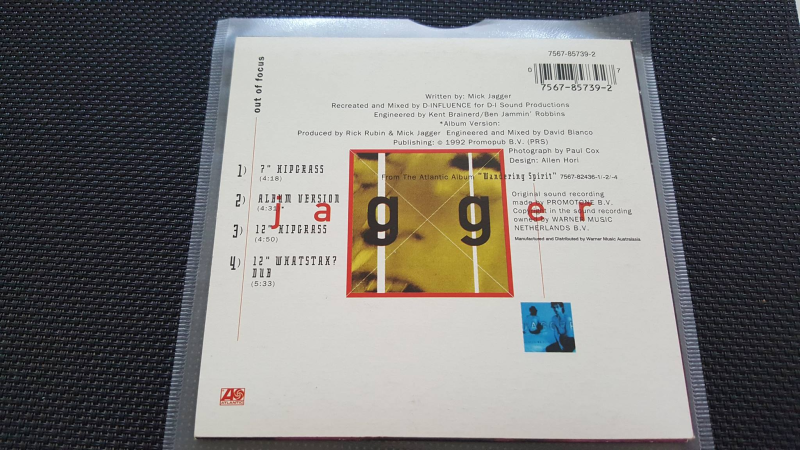 out of focus
7567-85739-2
0 7
7567-85739-2
Written by: Mick Jagger
Recreated and Mixed by D-INFLUENCE for D-I Sound Productions
Engineered by Kent Brainerd/Ben Jammin' Robbins
*Album Version:
Produced by Rick Rubin & Mick Jagger Engineered and Mixed by David Bianco
Publishing: © 1992 Promopub B.V. (PRS)
Photograph by Paul Cox
Design: Allen Hori
From The Atlantic Album "Wandering Spirit" 7567-82436-1/-2/-4
1) 7" HIPGRASS
(4:18)
2) ALBUM VERSION
(4:31)*
3) 12" HIPGRASS
(4:50)
4) 12" WHATSTAX?
DUB
(5:33)
jagger
Original sound recording
made by PROMOTONE B.V.
Copyright in the sound recording
owned by WARNER MUSIC
NETHERLANDS B.V.
Manufactured and Distributed by Warner Music Australasia
ATLANTIC